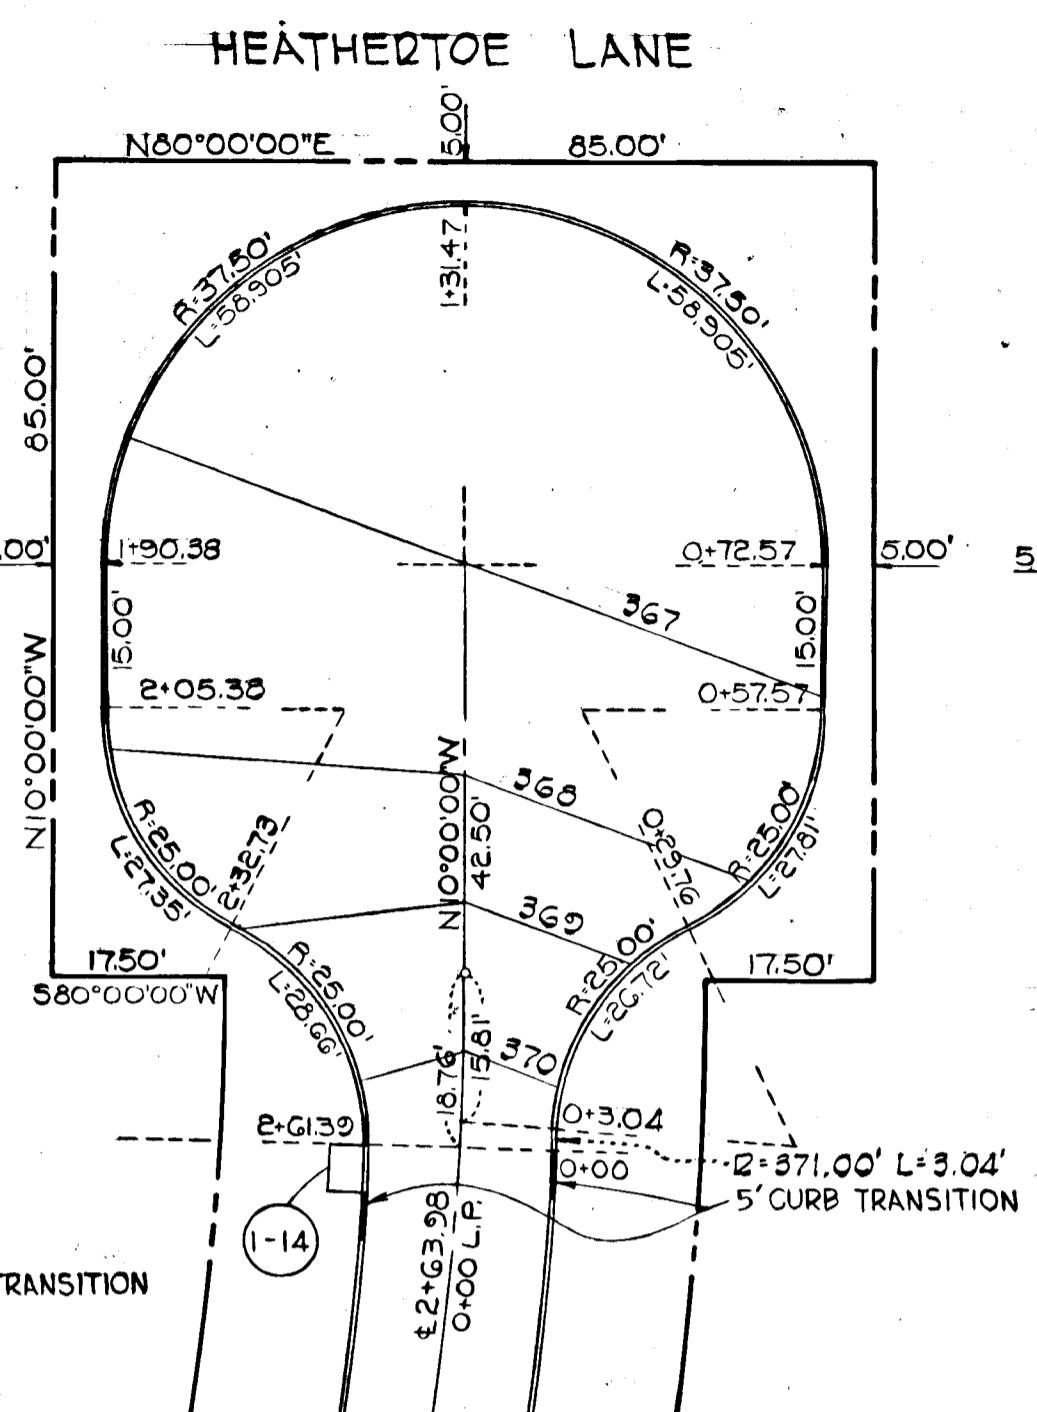 HEATHERTOE LANE
N80°00'00"E
5.00'
85.00'
R=37.50'
L=58.905'
1+31.47
R=37.50'
L=58.905'
85.00'
.00'
1+90.38
0+72.57
5.00'
5
367
15.00'
15.00'
2+05.38
0+57.57
N10°00'00"W
N10°00'00"W
42.50'
368
R=25.00'
L=27.35'
2+32.73
0+29.76
R=25.00'
L=27.81'
369
17.50'
S80°00'00"W
R=25.00'
L=28.66'
R=25.00'
L=26.72'
17.50'
18.76'
15.81'
370
2+61.39
0+3.04
0+00
R=371.00' L=3.04'
5' CURB TRANSITION
1-14
TRANSITION
℄ 2+63.98
0+00 L.P.